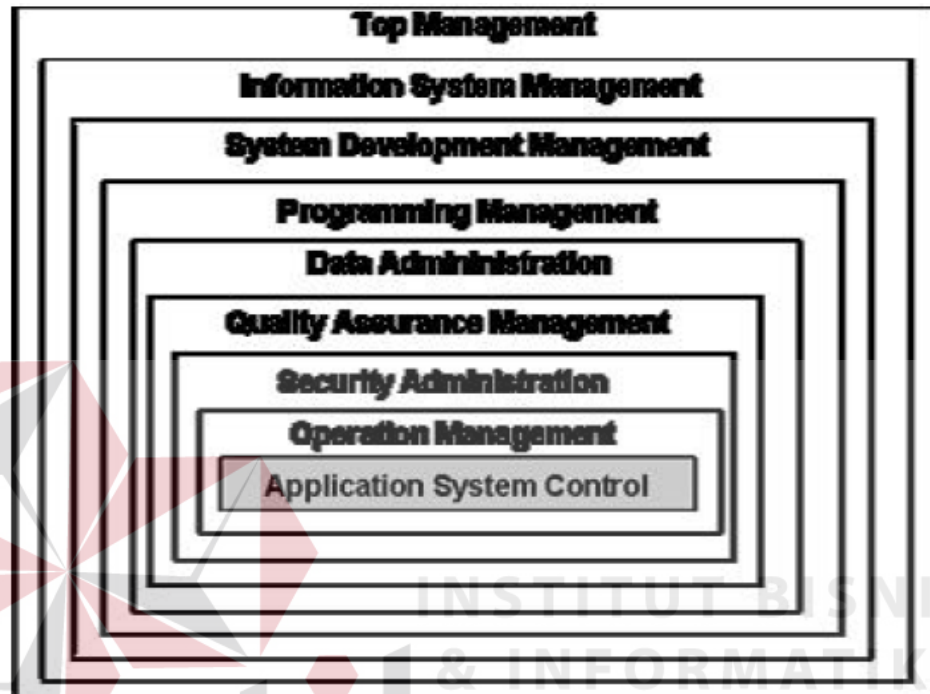 Top Management
Information System Management
System Development Management
Programming Management
Data Admininistration
Quality Assurance Management
Security Administration
Operation Management
Application System Control
INSTITUT BISNI
& INFORMATIK